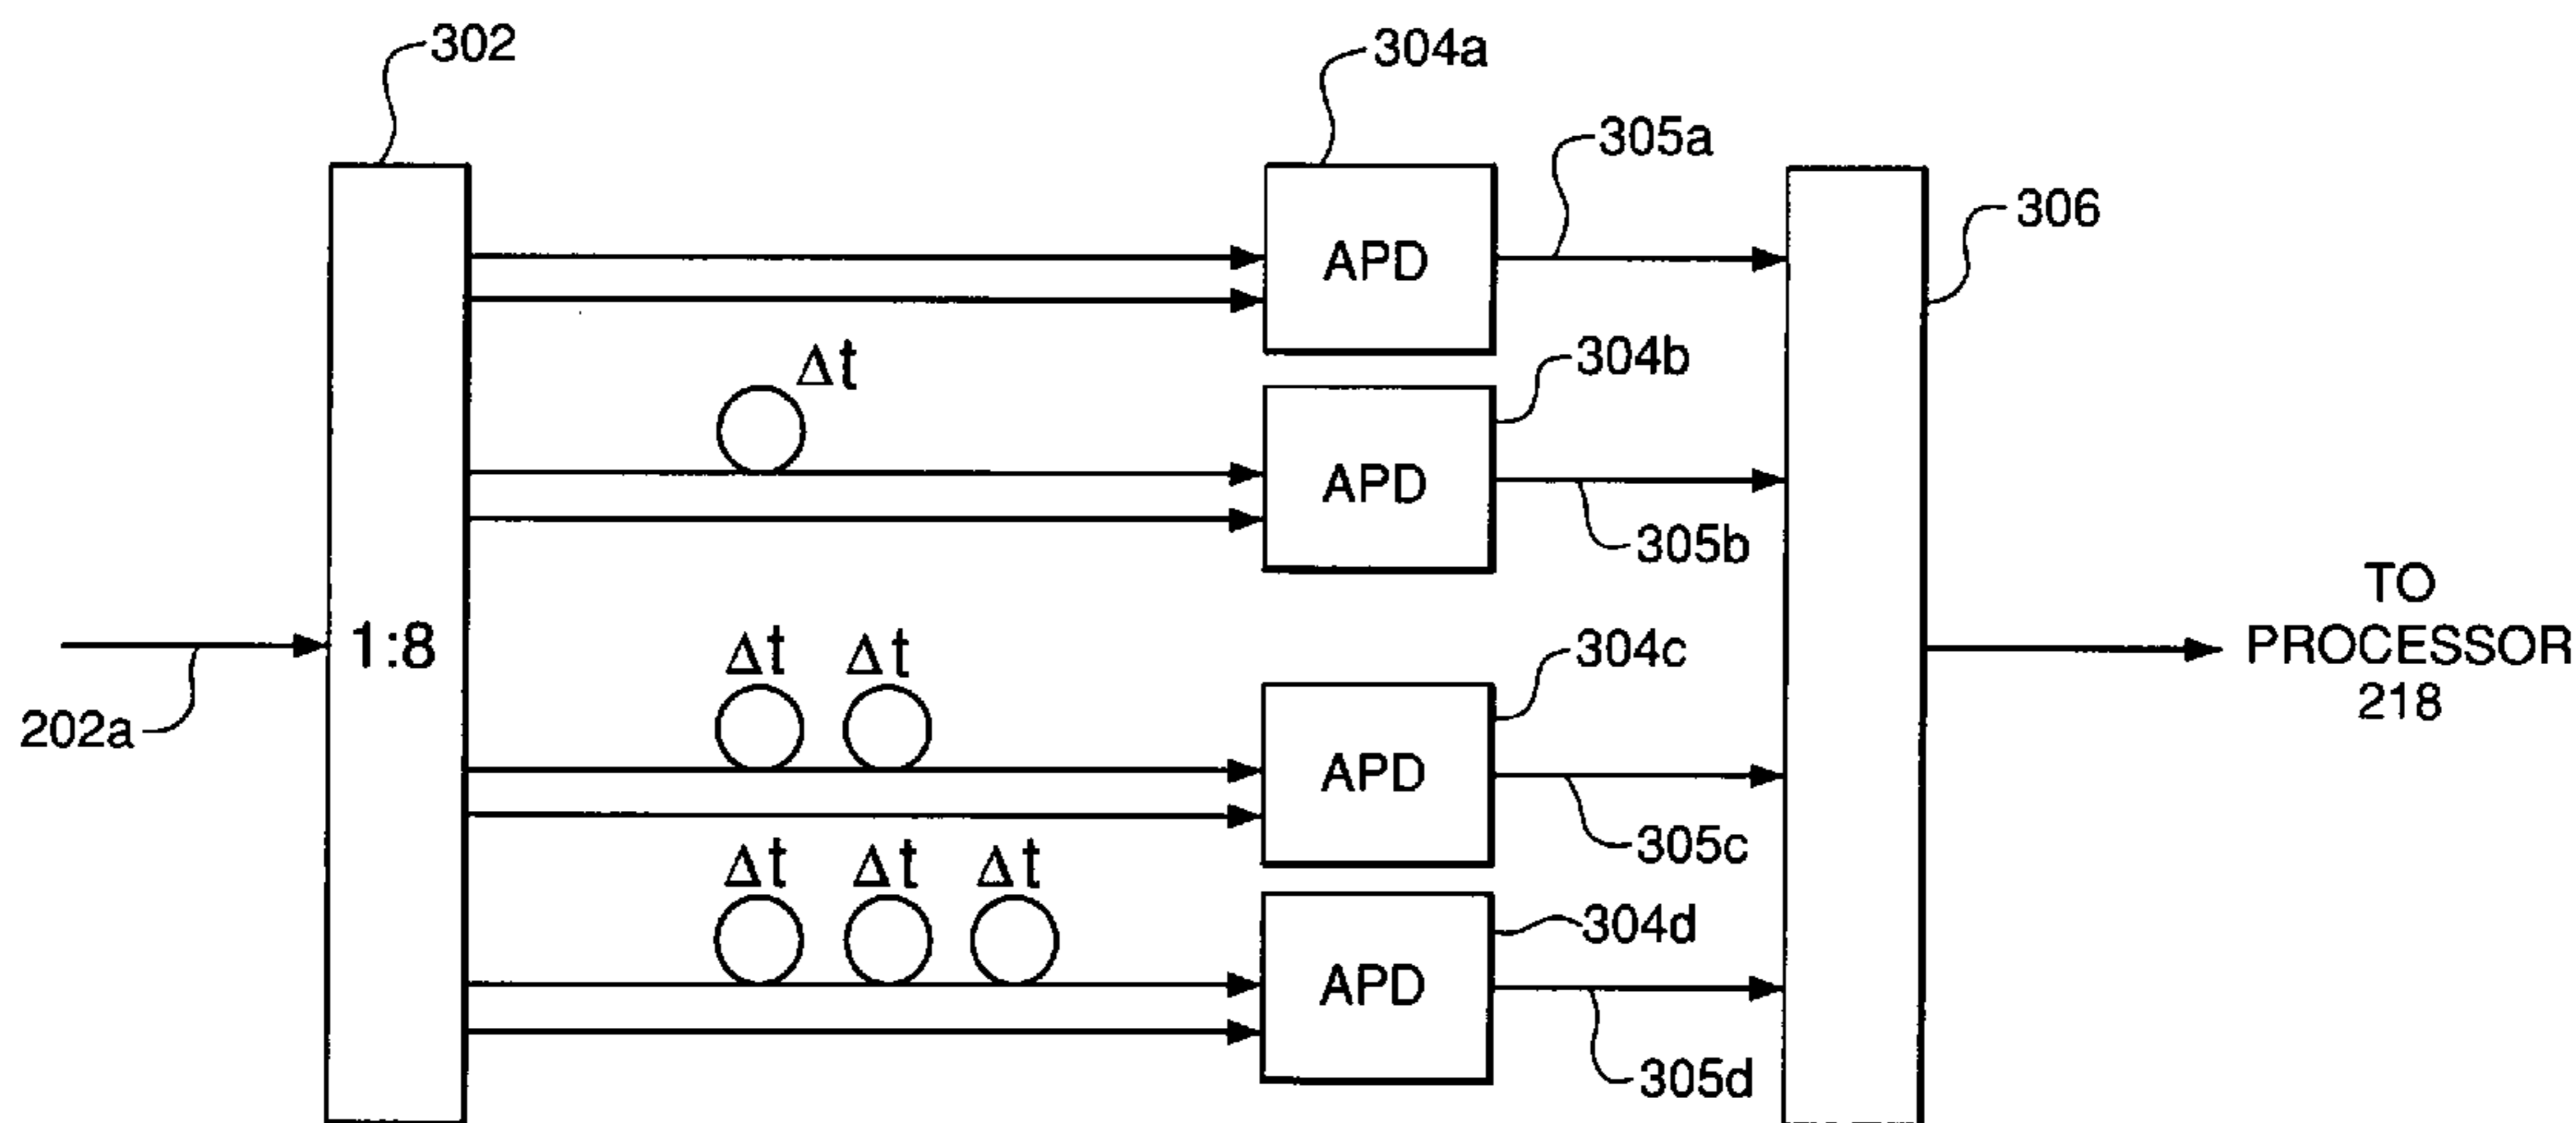 302
304a
305a
306
APD
Δt
304b
APD
305b
TO
PROCESSOR
218
1:8
202a
Δt Δt
304c
APD
305c
Δt Δt Δt
304d
APD
305d